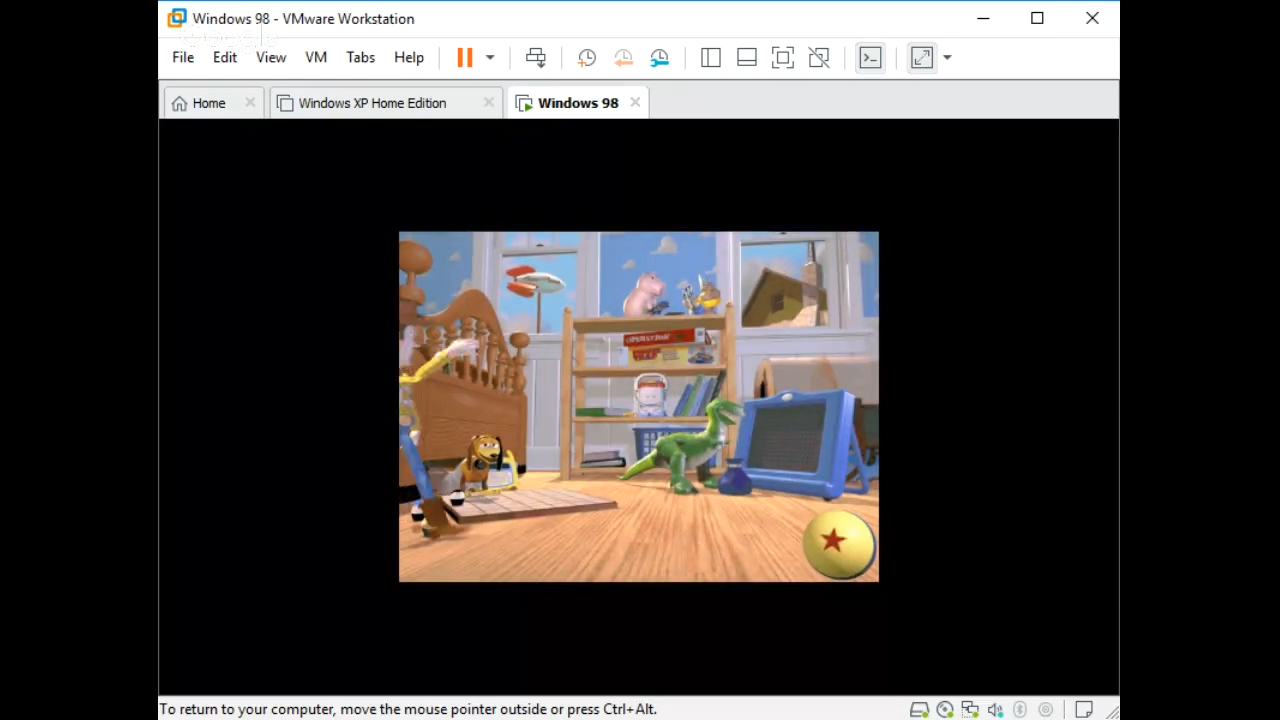 Windows 98 - VMware Workstation
Google
File Edit View VM Tabs Help
Home Windows XP Home Edition Windows 98
To return to your computer, move the mouse pointer outside or press Ctrl+Alt.